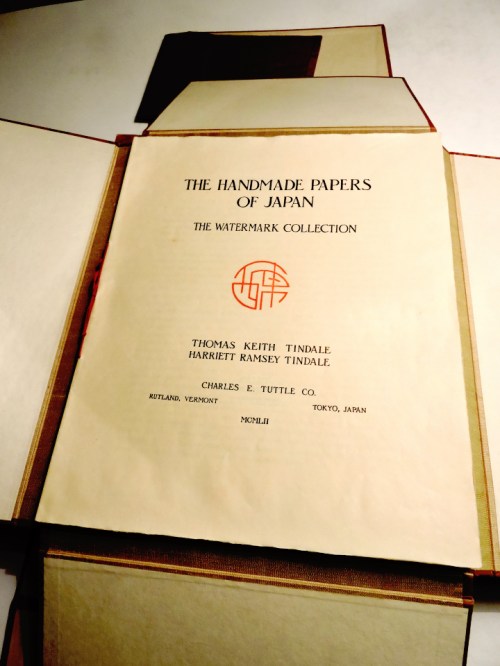 THE HANDMADE PAPERS
OF JAPAN
THE WATERMARK COLLECTION
THOMAS KEITH TINDALE
HARRIETT RAMSEY TINDALE
CHARLES E. TUTTLE CO.
RUTLAND, VERMONT TOKYO, JAPAN
MCMLII